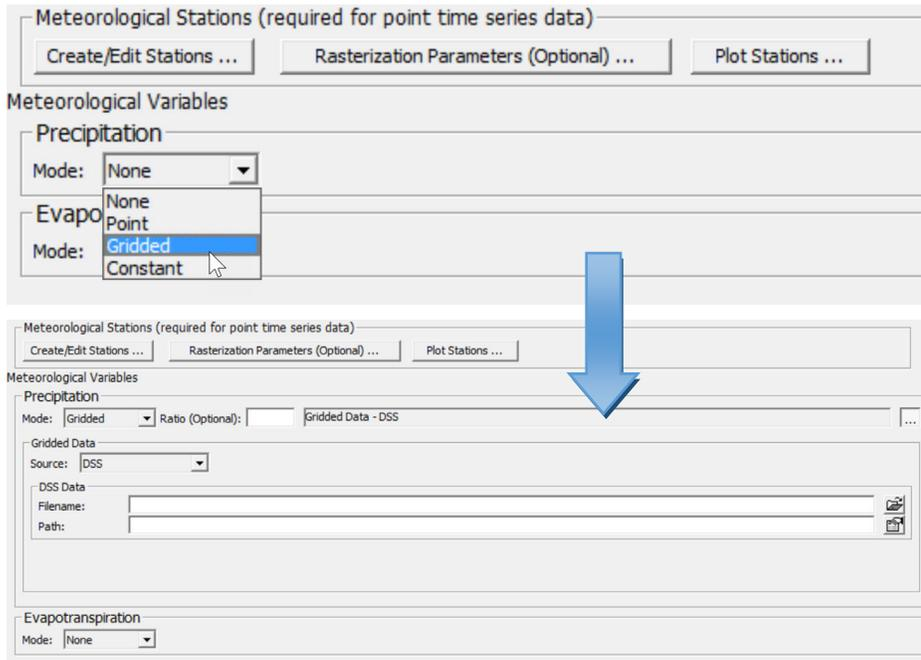 Meteorological Stations (required for point time series data)
Create/Edit Stations ... Rasterization Parameters (Optional) ... Plot Stations ...
Meteorological Variables
Precipitation
Mode: None
None
Evapo
Point
Mode:
Gridded
Constant
Meteorological Stations (required for point time series data)
Create/Edit Stations ... Rasterization Parameters (Optional) ... Plot Stations ...
Meteorological Variables
Precipitation
Mode: Gridded Ratio (Optional): Gridded Data - DSS ...
Gridded Data
Source: DSS
DSS Data
Filename:
Path:
Evapotranspiration
Mode: None